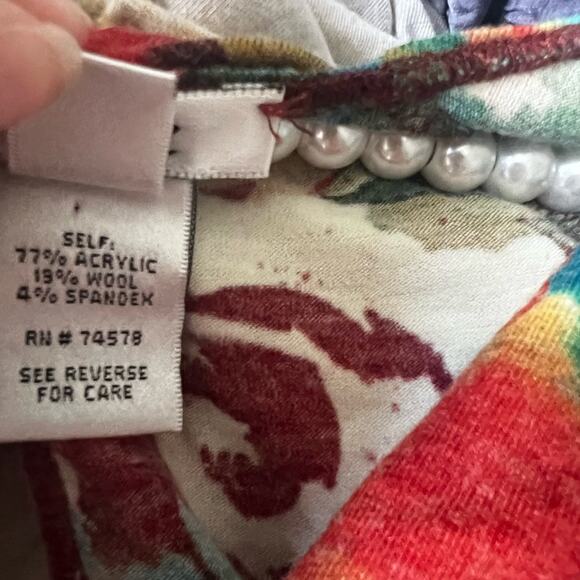 SELF:
77% ACRYLIC
19% WOOL
4% SPANDEX
RN # 74578
SEE REVERSE
FOR CARE